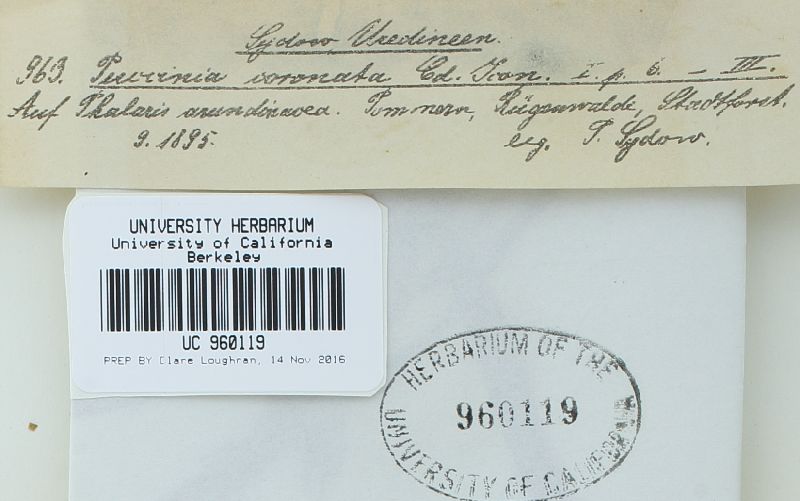 Sydow Uredineen.
963. Puccinia coronata Ed. I. p. 6. – III.
Auf Phalaris arundinacea. Pommern, Rügenwalde, Stadtforst.
9. 1895. leg. P. Sydow.
UNIVERSITY HERBARIUM
University of California
Berkeley
UC 960119
PREP BY Clare Loughran, 14 Nov 2016
HERBARIUM OF THE
960119
UNIVERSITY OF CALIFORNIA